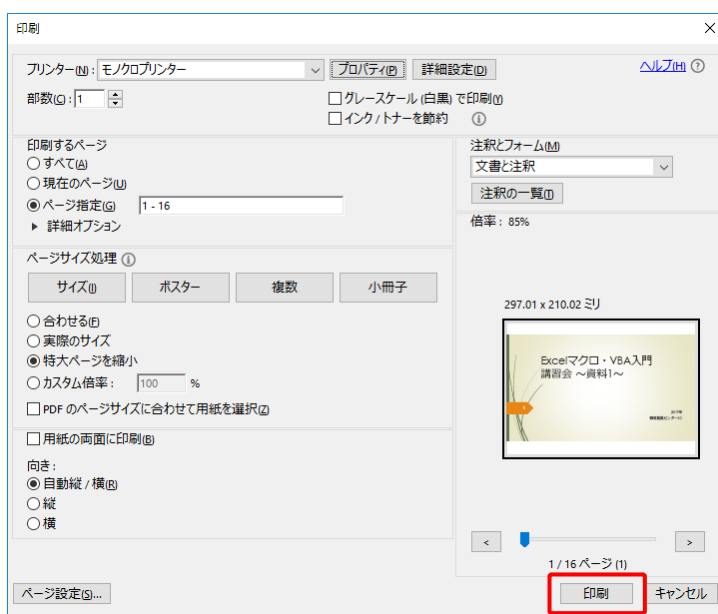 印刷
プリンター(N): モノクロプリンター プロパティ(P) 詳細設定(D) ヘルプ(H)
部数(C): 1 グレースケール (白黒) で印刷(Y)
インク / トナーを節約
印刷するページ
すべて(A)
現在のページ(U)
ページ指定(G) 1 - 16
詳細オプション
注釈とフォーム(M)
文書と注釈
注釈の一覧(T)
倍率: 85%
ページサイズ処理
サイズ(I) ポスター 複数 小冊子
合わせる(F)
実際のサイズ
特大ページを縮小
カスタム倍率: 100 %
PDF のページサイズに合わせて用紙を選択(Z)
用紙の両面に印刷(B)
向き:
自動縦 / 横(R)
縦
横
297.01 x 210.02 ミリ
Excelマクロ・VBA入門
講習会 ～資料1～
< >
1 / 16 ページ (1)
ページ設定(S)... 印刷 キャンセル